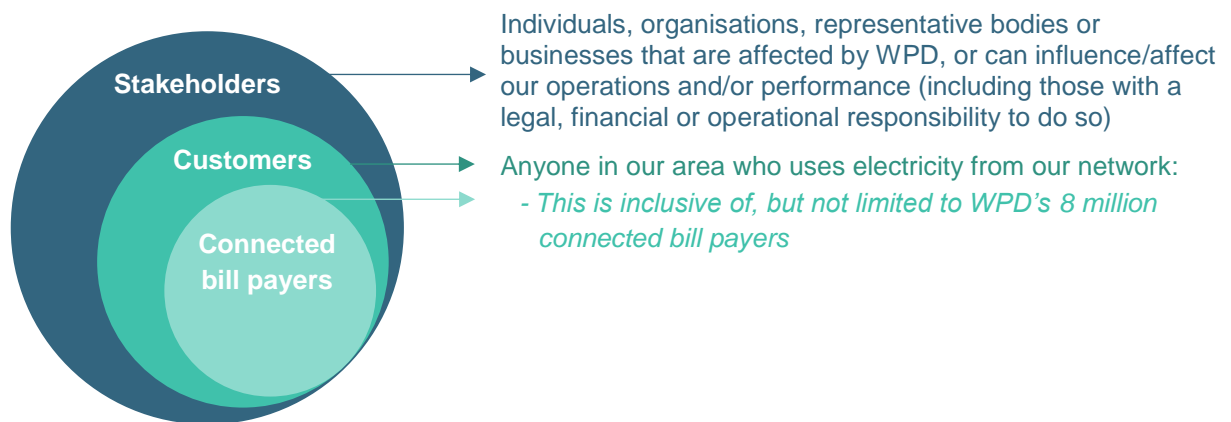 Stakeholders
Customers
Connected
bill payers
Individuals, organisations, representative bodies or
businesses that are affected by WPD, or can influence/affect
our operations and/or performance (including those with a
legal, financial or operational responsibility to do so)
Anyone in our area who uses electricity from our network:
- This is inclusive of, but not limited to WPD’s 8 million
connected bill payers